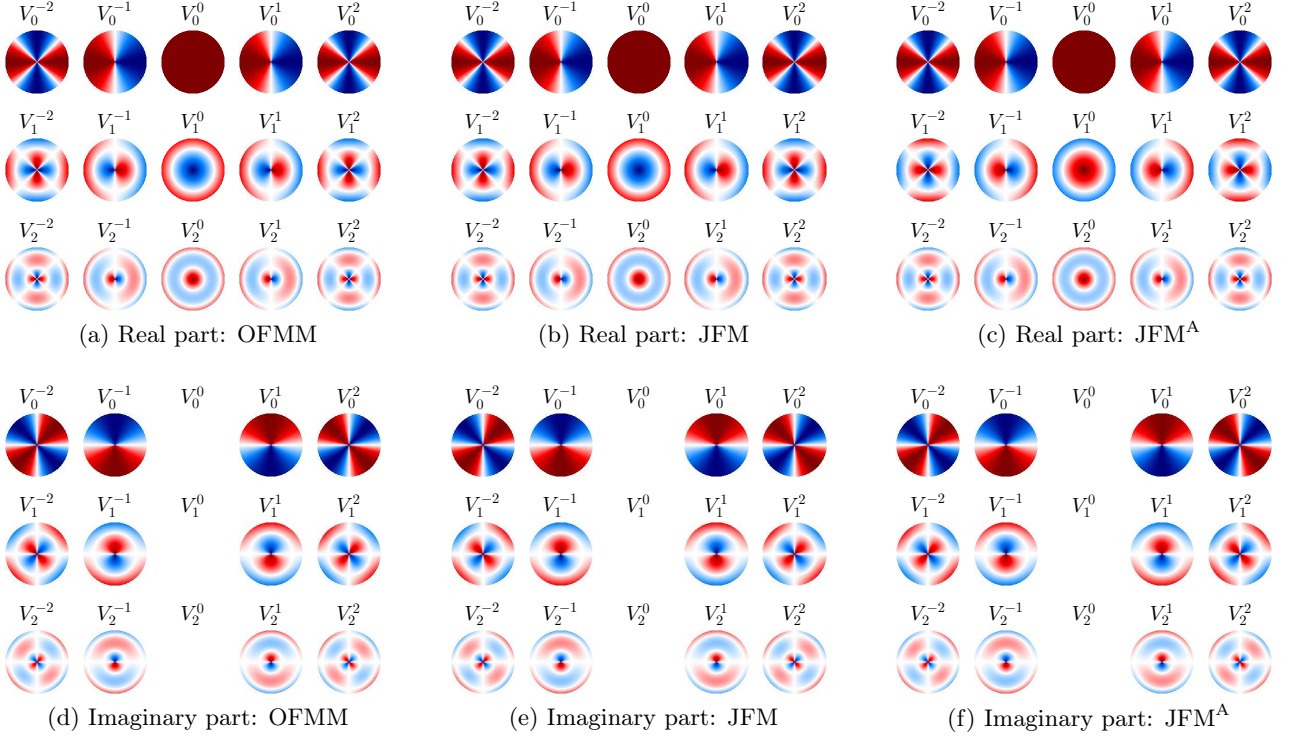 V_0^{-2} V_0^{-1} V_0^0 V_0^1 V_0^2 V_0^{-2} V_0^{-1} V_0^0 V_0^1 V_0^2 V_0^{-2} V_0^{-1} V_0^0 V_0^1 V_0^2
V_1^{-2} V_1^{-1} V_1^0 V_1^1 V_1^2 V_1^{-2} V_1^{-1} V_1^0 V_1^1 V_1^2 V_1^{-2} V_1^{-1} V_1^0 V_1^1 V_1^2
V_2^{-2} V_2^{-1} V_2^0 V_2^1 V_2^2 V_2^{-2} V_2^{-1} V_2^0 V_2^1 V_2^2 V_2^{-2} V_2^{-1} V_2^0 V_2^1 V_2^2
(a) Real part: OFMM (b) Real part: JFM (c) Real part: JFM^A
V_0^{-2} V_0^{-1} V_0^0 V_0^1 V_0^2 V_0^{-2} V_0^{-1} V_0^0 V_0^1 V_0^2 V_0^{-2} V_0^{-1} V_0^0 V_0^1 V_0^2
V_1^{-2} V_1^{-1} V_1^0 V_1^1 V_1^2 V_1^{-2} V_1^{-1} V_1^0 V_1^1 V_1^2 V_1^{-2} V_1^{-1} V_1^0 V_1^1 V_1^2
V_2^{-2} V_2^{-1} V_2^0 V_2^1 V_2^2 V_2^{-2} V_2^{-1} V_2^0 V_2^1 V_2^2 V_2^{-2} V_2^{-1} V_2^0 V_2^1 V_2^2
(d) Imaginary part: OFMM (e) Imaginary part: JFM (f) Imaginary part: JFM^A